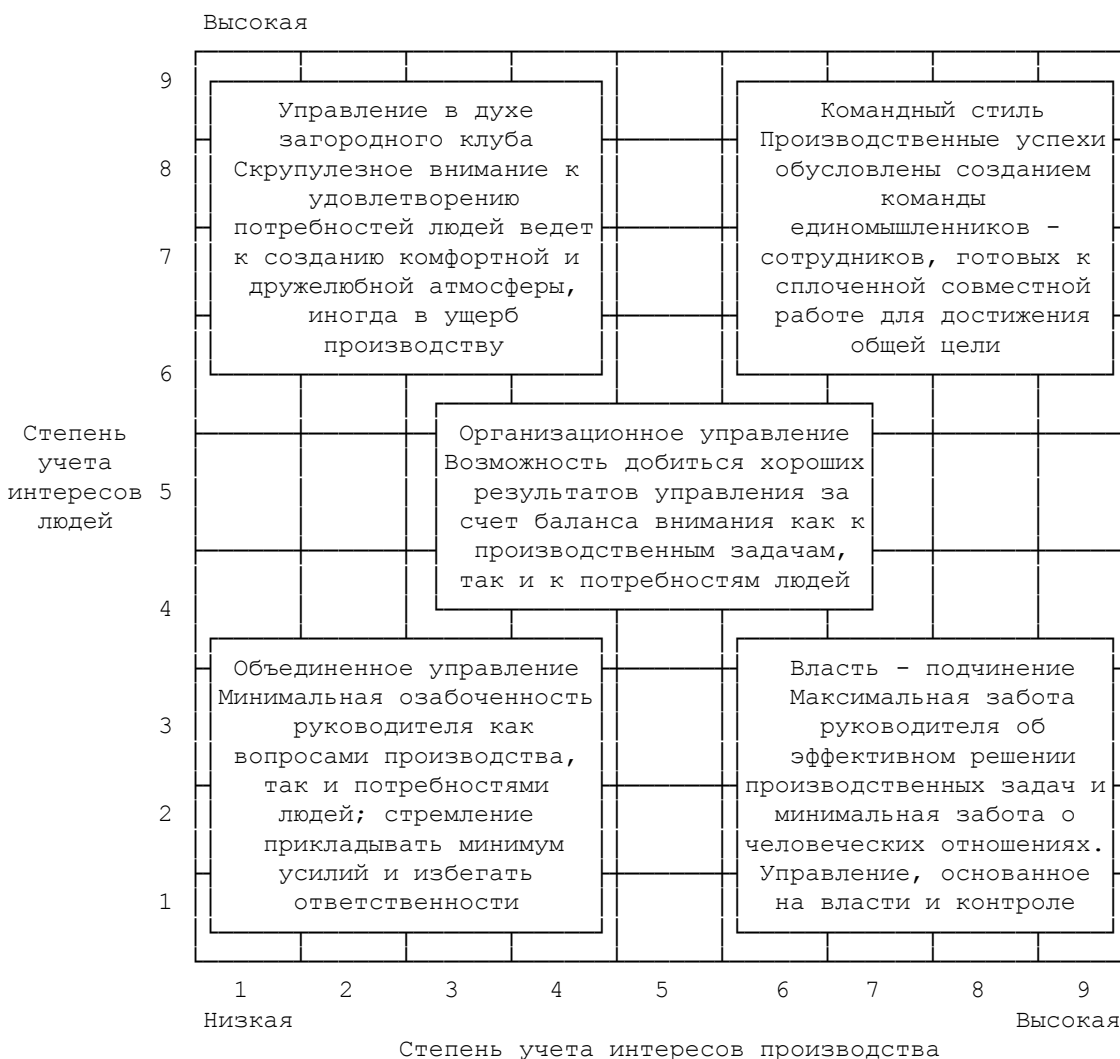 Высокая
9
Управление в духе
загородного клуба
8
Скрупулезное внимание к
удовлетворению
потребностей людей ведет
7
к созданию комфортной и
дружелюбной атмосферы,
иногда в ущерб
производству
6
Командный стиль
Производственные успехи
обусловлены созданием
команды
единомышленников -
сотрудников, готовых к
сплоченной совместной
работе для достижения
общей цели
Степень
учета
интересов
людей
5
4
Организационное управление
Возможность добиться хороших
результатов управления за
счет баланса внимания как к
производственным задачам,
так и к потребностям людей
Объединенное управление
Минимальная озабоченность
3
руководителя как
вопросами производства,
так и потребностями
2
людей; стремление
прикладывать минимум
усилий и избегать
1
ответственности
Власть - подчинение
Максимальная забота
руководителя об
эффективном решении
производственных задач и
минимальная забота о
человеческих отношениях.
Управление, основанное
на власти и контроле
1 2 3 4 5 6 7 8 9
Низкая Высокая
Степень учета интересов производства